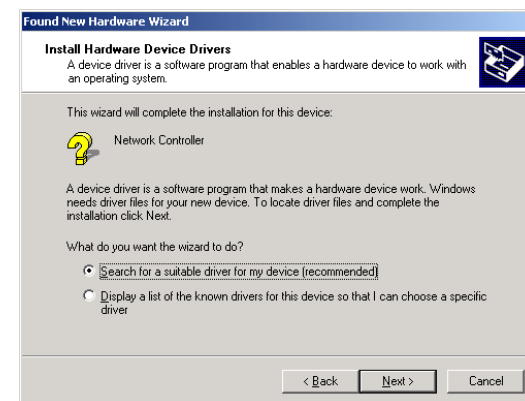 Found New Hardware Wizard
Install Hardware Device Drivers
A device driver is a software program that enables a hardware device to work with
an operating system.
This wizard will complete the installation for this device:
Network Controller
A device driver is a software program that makes a hardware device work. Windows
needs driver files for your new device. To locate driver files and complete the
installation click Next.
What do you want the wizard to do?
Search for a suitable driver for my device (recommended)
Display a list of the known drivers for this device so that I can choose a specific
driver
< Back Next > Cancel